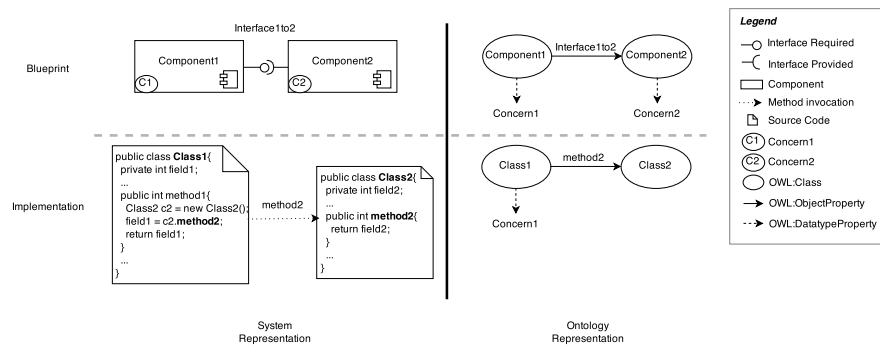 Interface1to2
Blueprint
Component1
C1
Component2
C2
Component1
Interface1to2
Component2
Concern1
Concern2
Implementation
public class Class1{
private int field1;
...
public int method1{
Class2 c2 = new Class2();
field1 = c2.method2;
return field1;
}
...
}
method2
public class Class2{
private int field2;
...
public int method2{
return field2;
}
...
}
Class1
method2
Class2
Concern1
System
Representation
Ontology
Representation
Legend
Interface Required
Interface Provided
Component
Method invocation
Source Code
C1 Concern1
C2 Concern2
OWL:Class
OWL:ObjectProperty
OWL:DatatypeProperty